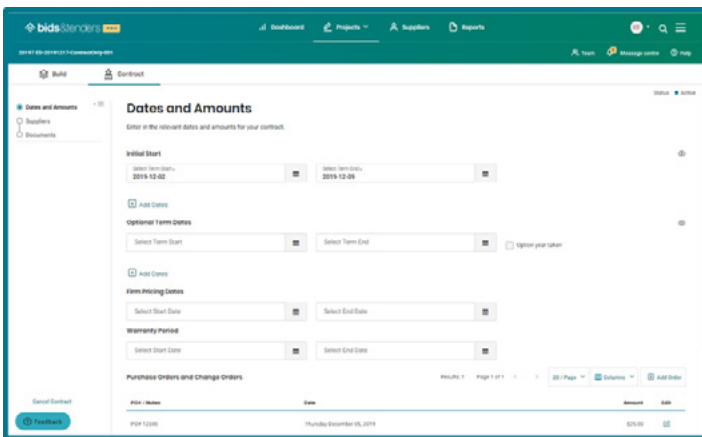 bids&tenders PRO
Dashboard Projects Suppliers Reports
Team Message centre Help
Build Contract
Status Active
Dates and Amounts
Suppliers
Documents
Dates and Amounts
Enter in the relevant dates and amounts for your contract.
Initial Start
Select Term Start Select Term End
2019-12-02 2019-12-05
Add Dates
Optional Term Dates
Select Term Start Select Term End Option year taken
Add Dates
Firm Pricing Dates
Select Start Date Select End Date
Warranty Period
Select Start Date Select End Date
Purchase Orders and Change Orders Results: 1 Page 1 of 1 20 / Page Columns Add Order
PO# / Notes Date Amount Edit
PO# 12345 Thursday December 05, 2019 $25.00
Cancel Contract
Feedback